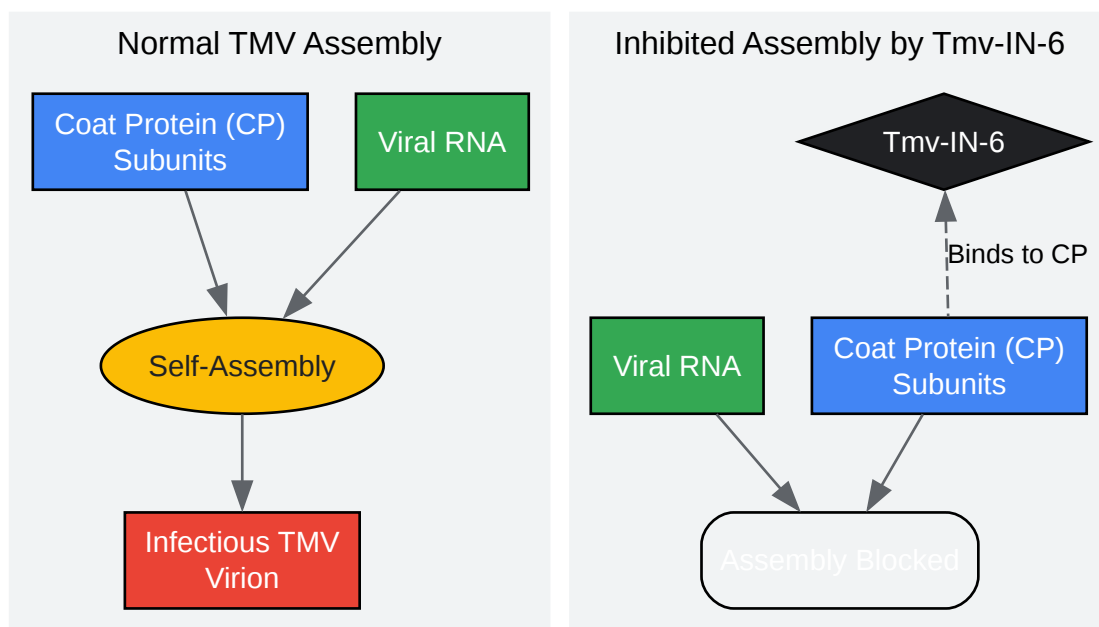 Normal TMV Assembly
Coat Protein (CP)
Subunits
Viral RNA
Self-Assembly
Infectious TMV
Virion
Inhibited Assembly by Tmv-IN-6
Tmv-IN-6
Binds to CP
Viral RNA
Coat Protein (CP)
Subunits
Assembly Blocked